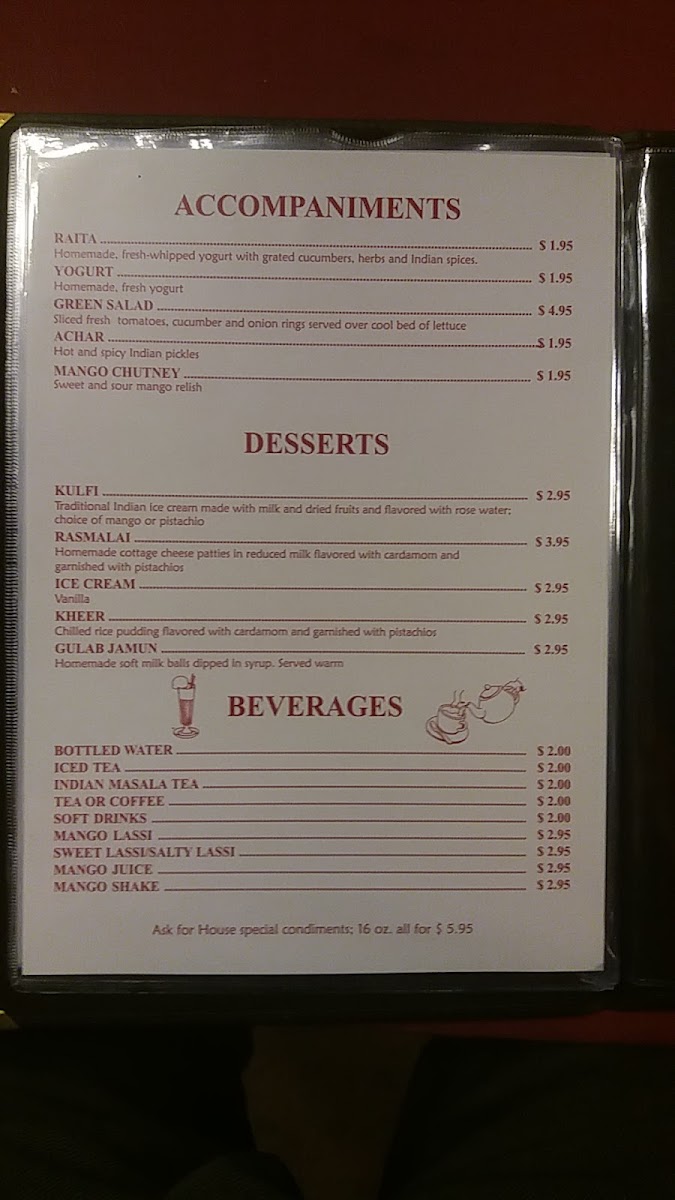 ACCOMPANIMENTS
RAITA $ 1.95
Homemade, fresh-whipped yogurt with grated cucumbers, herbs and Indian spices.
YOGURT $ 1.95
Homemade, fresh yogurt
GREEN SALAD $ 4.95
Sliced fresh tomatoes, cucumber and onion rings served over cool bed of lettuce
ACHAR $ 1.95
Hot and spicy Indian pickles
MANGO CHUTNEY $ 1.95
Sweet and sour mango relish
DESSERTS
KULFI $ 2.95
Traditional Indian ice cream made with milk and dried fruits and flavored with rose water;
choice of mango or pistachio
RASMALAI $ 3.95
Homemade cottage cheese patties in reduced milk flavored with cardamom and
garnished with pistachios
ICE CREAM $ 2.95
Vanilla
KHEER $ 2.95
Chilled rice pudding flavored with cardamom and garnished with pistachios
GULAB JAMUN $ 2.95
Homemade soft milk balls dipped in syrup. Served warm
BEVERAGES
BOTTLED WATER $ 2.00
ICED TEA $ 2.00
INDIAN MASALA TEA $ 2.00
TEA OR COFFEE $ 2.00
SOFT DRINKS $ 2.00
MANGO LASSI $ 2.95
SWEET LASSI/SALTY LASSI $ 2.95
MANGO JUICE $ 2.95
MANGO SHAKE $ 2.95
Ask for House special condiments; 16 oz. all for $ 5.95